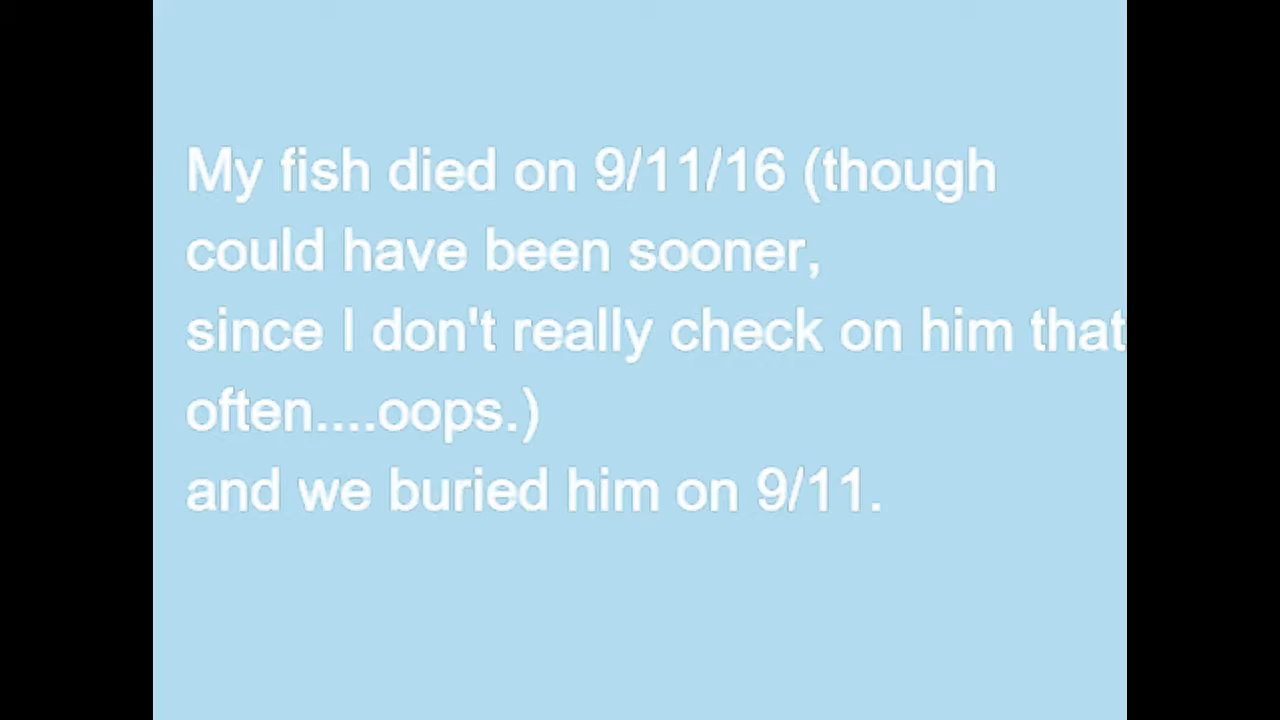 My fish died on 9/11/16 (though
could have been sooner,
since I don't really check on him that
often....oops.)
and we buried him on 9/11.